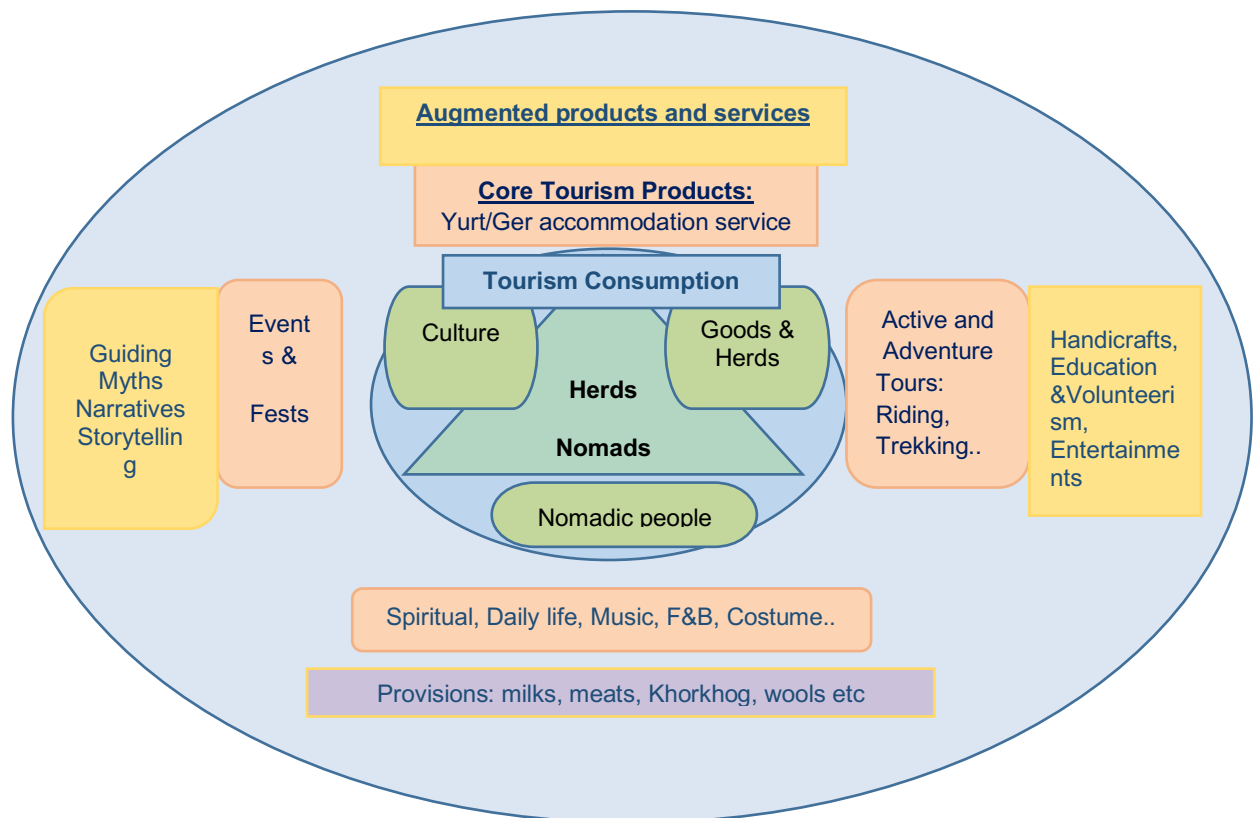 Augmented products and services
Core Tourism Products:
Yurt/Ger accommodation service
Tourism Consumption
Culture
Goods &
Herds
Herds
Nomads
Nomadic people
Guiding
Myths
Narratives
Storytellin
g
Event
s &
Fests
Active and
Adventure
Tours:
Riding,
Trekking..
Handicrafts,
Education
&Volunteeri
sm,
Entertainme
nts
Spiritual, Daily life, Music, F&B, Costume..
Provisions: milks, meats, Khorkhog, wools etc